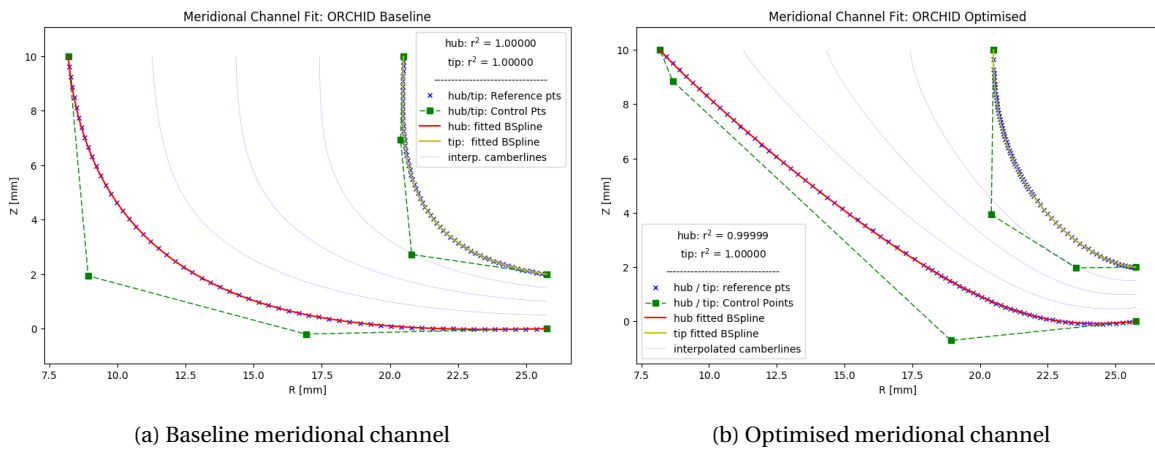 Meridional Channel Fit: ORCHID Baseline
hub: r² = 1.00000
tip: r² = 1.00000
------------------------------
hub/tip: Reference pts
hub/tip: Control Pts
hub: fitted BSpline
tip: fitted BSpline
interp. camberlines
10
8
6
4
2
0
Z [mm]
7.5 10.0 12.5 15.0 17.5 20.0 22.5 25.0
R [mm]
(a) Baseline meridional channel
Meridional Channel Fit: ORCHID Optimised
10
8
6
4
2
0
Z [mm]
hub: r² = 0.99999
tip: r² = 1.00000
------------------------------
hub / tip: reference pts
hub / tip: Control Points
hub fitted BSpline
tip fitted BSpline
interpolated camberlines
7.5 10.0 12.5 15.0 17.5 20.0 22.5 25.0
R [mm]
(b) Optimised meridional channel